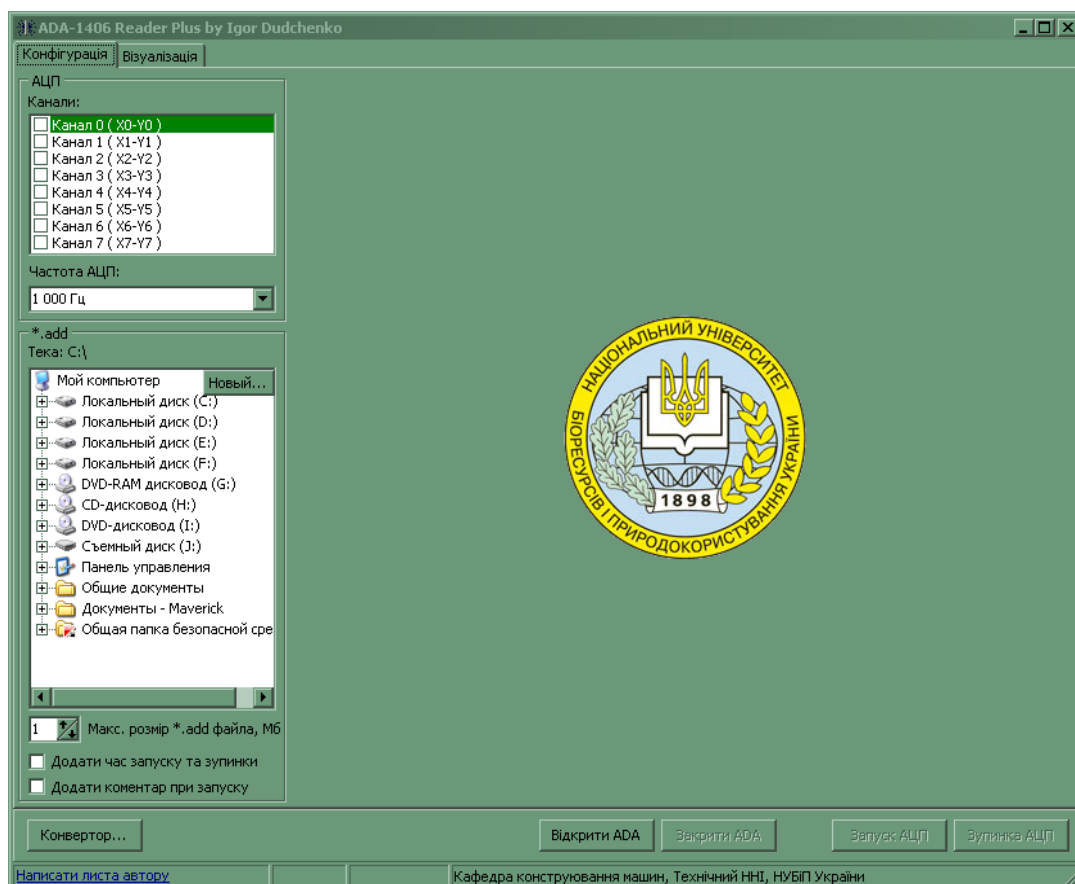 ADA-1406 Reader Plus by Igor Dudchenko
Конфігурація Візуалізація
АЦП
Канали:
Канал 0 ( X0-Y0 )
Канал 1 ( X1-Y1 )
Канал 2 ( X2-Y2 )
Канал 3 ( X3-Y3 )
Канал 4 ( X4-Y4 )
Канал 5 ( X5-Y5 )
Канал 6 ( X6-Y6 )
Канал 7 ( X7-Y7 )
Частота АЦП:
1 000 Гц
*.add
Тека: C:\
Мой компьютер Новый...
Локальный диск (C:)
Локальный диск (D:)
Локальный диск (E:)
Локальный диск (F:)
DVD-RAM дисковод (G:)
CD-дисковод (H:)
DVD-дисковод (I:)
Съемный диск (J:)
Панель управления
Общие документы
Документы - Maverick
Общая папка безопасной сре
1 Макс. розмір *.add файла, Мб
Додати час запуску та зупинки
Додати коментар при запуску
НАЦІОНАЛЬНИЙ УНІВЕРСИТЕТ
БІОРЕСУРСІВ І ПРИРОДОКОРИСТУВАННЯ УКРАЇНИ
1898
Конвертор... Відкрити ADA Закрити ADA Запуск АЦП Зупинка АЦП
Написати листа автору Кафедра конструювання машин, Технічний ННІ, НУБіП України